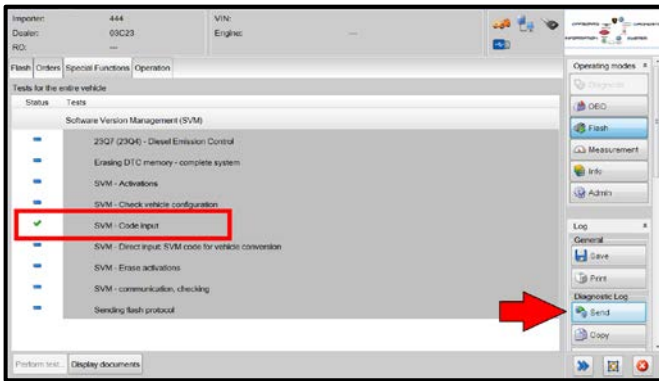 Importer: 444 VIN:
Dealer: 03C23 Engine: ---
RO: ---
Flash Orders Special Functions Operation
Tests for the entire vehicle
Status Tests
Software Version Management (SVM)
23Q7 (23Q4) - Diesel Emission Control
Erasing DTC memory - complete system
SVM - Activations
SVM - Check vehicle configuration
SVM - Code input
SVM - Direct input: SVM code for vehicle conversion
SVM - Erase activations
SVM - communication, checking
Sending flash protocol
Perform test... Display documents
Operating modes
Diagnosis
OBD
Flash
Measurement
Info
Admin
Log
General
Save
Print
Diagnostic Log
Send
Copy